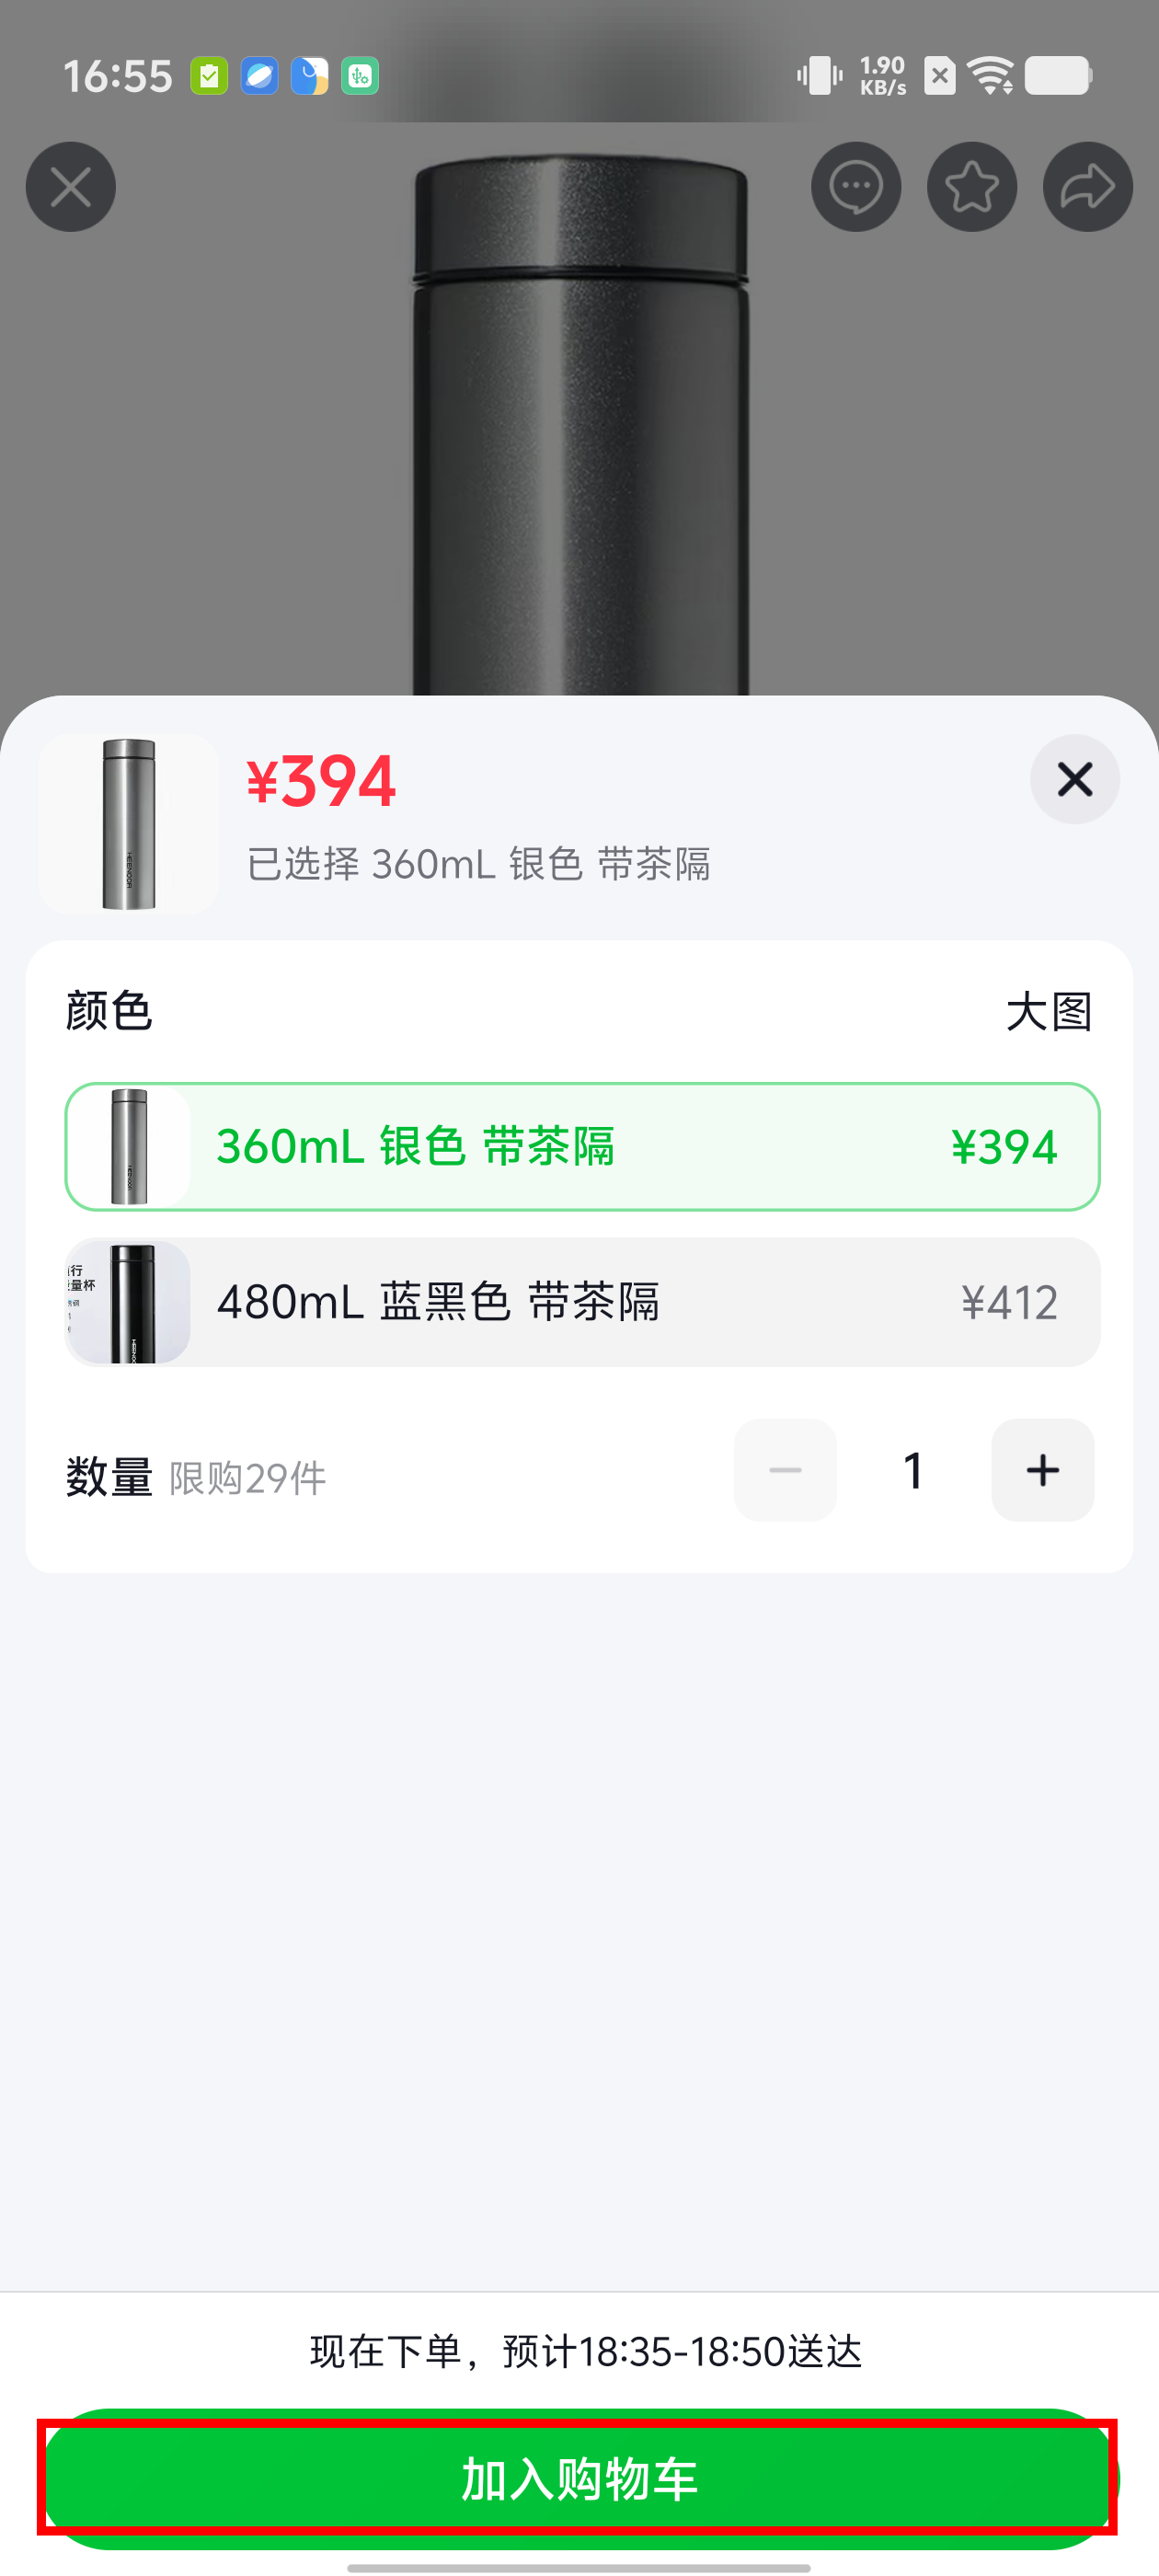 16:55
1.90
KB/s
¥394
已选择 360mL 银色 带茶隔
颜色
大图
360mL 银色 带茶隔
¥394
480mL 蓝黑色 带茶隔
¥412
数量 限购29件
1
现在下单，预计18:35-18:50送达
加入购物车